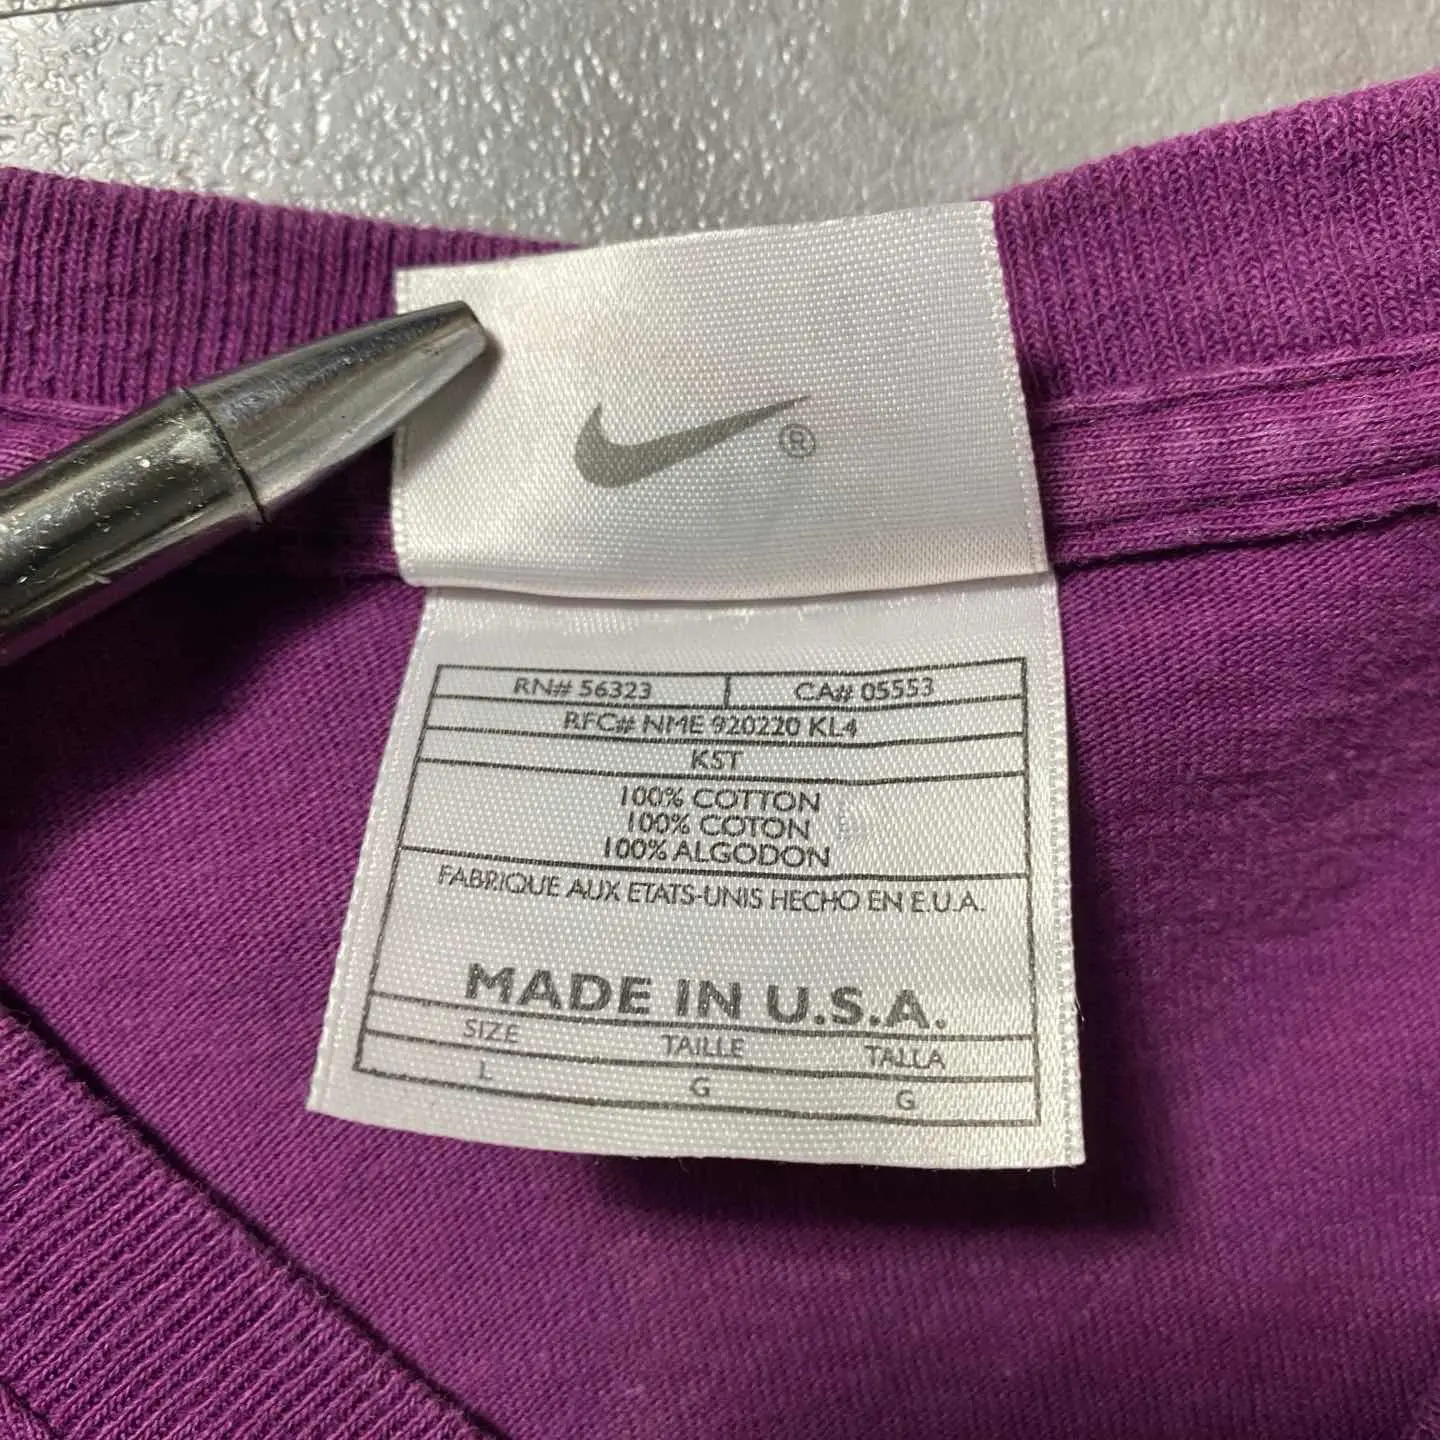 ®
RN# 56323 CA# 05553
RFC# NME 920220 KL4
KST
100% COTTON
100% COTON
100% ALGODON
FABRIQUE AUX ETATS-UNIS HECHO EN E.U.A.
MADE IN U.S.A.
SIZE TAILLE TALLA
L G G